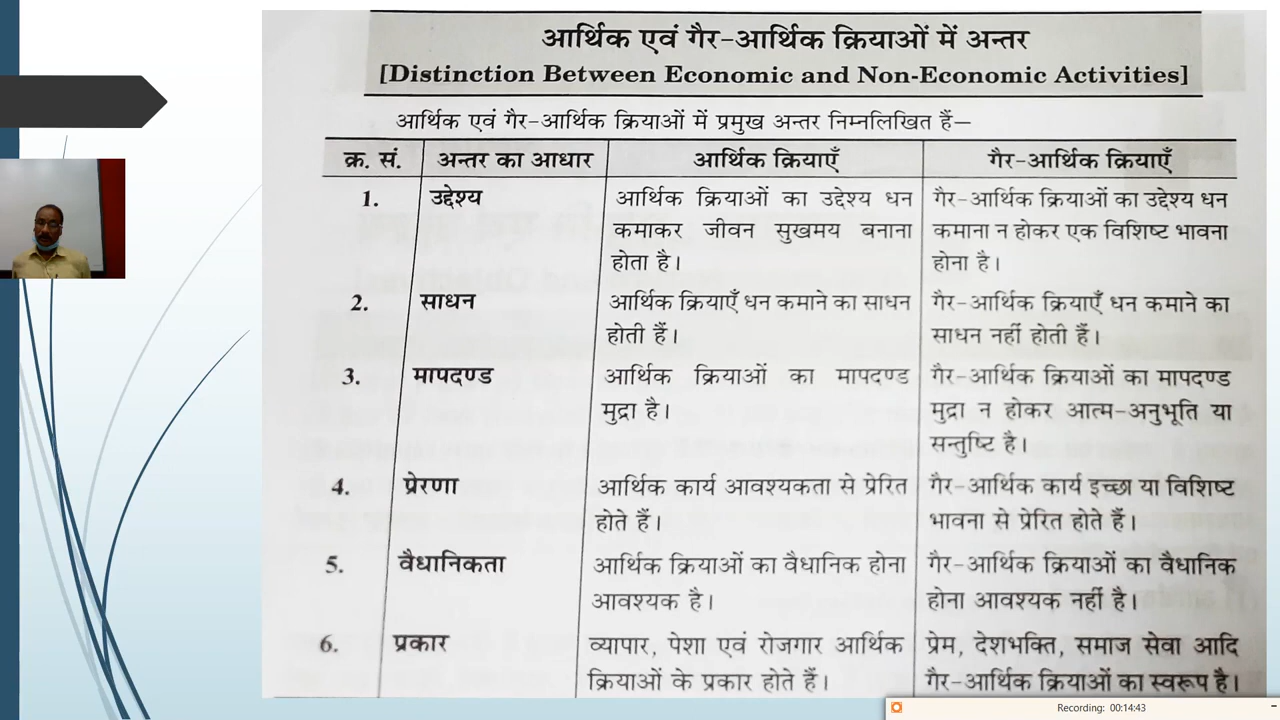 आर्थिक एवं गैर-आर्थिक क्रियाओं में अन्तर
[Distinction Between Economic and Non-Economic Activities]
आर्थिक एवं गैर-आर्थिक क्रियाओं में प्रमुख अन्तर निम्नलिखित हैं—
क्र. सं. अन्तर का आधार आर्थिक क्रियाएँ गैर-आर्थिक क्रियाएँ
1. उद्देश्य आर्थिक क्रियाओं का उद्देश्य धन गैर-आर्थिक क्रियाओं का उद्देश्य धन
कमाकर जीवन सुखमय बनाना कमाना न होकर एक विशिष्ट भावना
होता है। होना है।
2. साधन आर्थिक क्रियाएँ धन कमाने का साधन गैर-आर्थिक क्रियाएँ धन कमाने का
होती हैं। साधन नहीं होती हैं।
3. मापदण्ड आर्थिक क्रियाओं का मापदण्ड गैर-आर्थिक क्रियाओं का मापदण्ड
मुद्रा है। मुद्रा न होकर आत्म-अनुभूति या
सन्तुष्टि है।
4. प्रेरणा आर्थिक कार्य आवश्यकता से प्रेरित गैर-आर्थिक कार्य इच्छा या विशिष्ट
होते हैं। भावना से प्रेरित होते हैं।
5. वैधानिकता आर्थिक क्रियाओं का वैधानिक होना गैर-आर्थिक क्रियाओं का वैधानिक
आवश्यक है। होना आवश्यक नहीं है।
6. प्रकार व्यापार, पेशा एवं रोजगार आर्थिक प्रेम, देशभक्ति, समाज सेवा आदि
क्रियाओं के प्रकार होते हैं। गैर-आर्थिक क्रियाओं का स्वरूप है।
Recording: 00:14:43